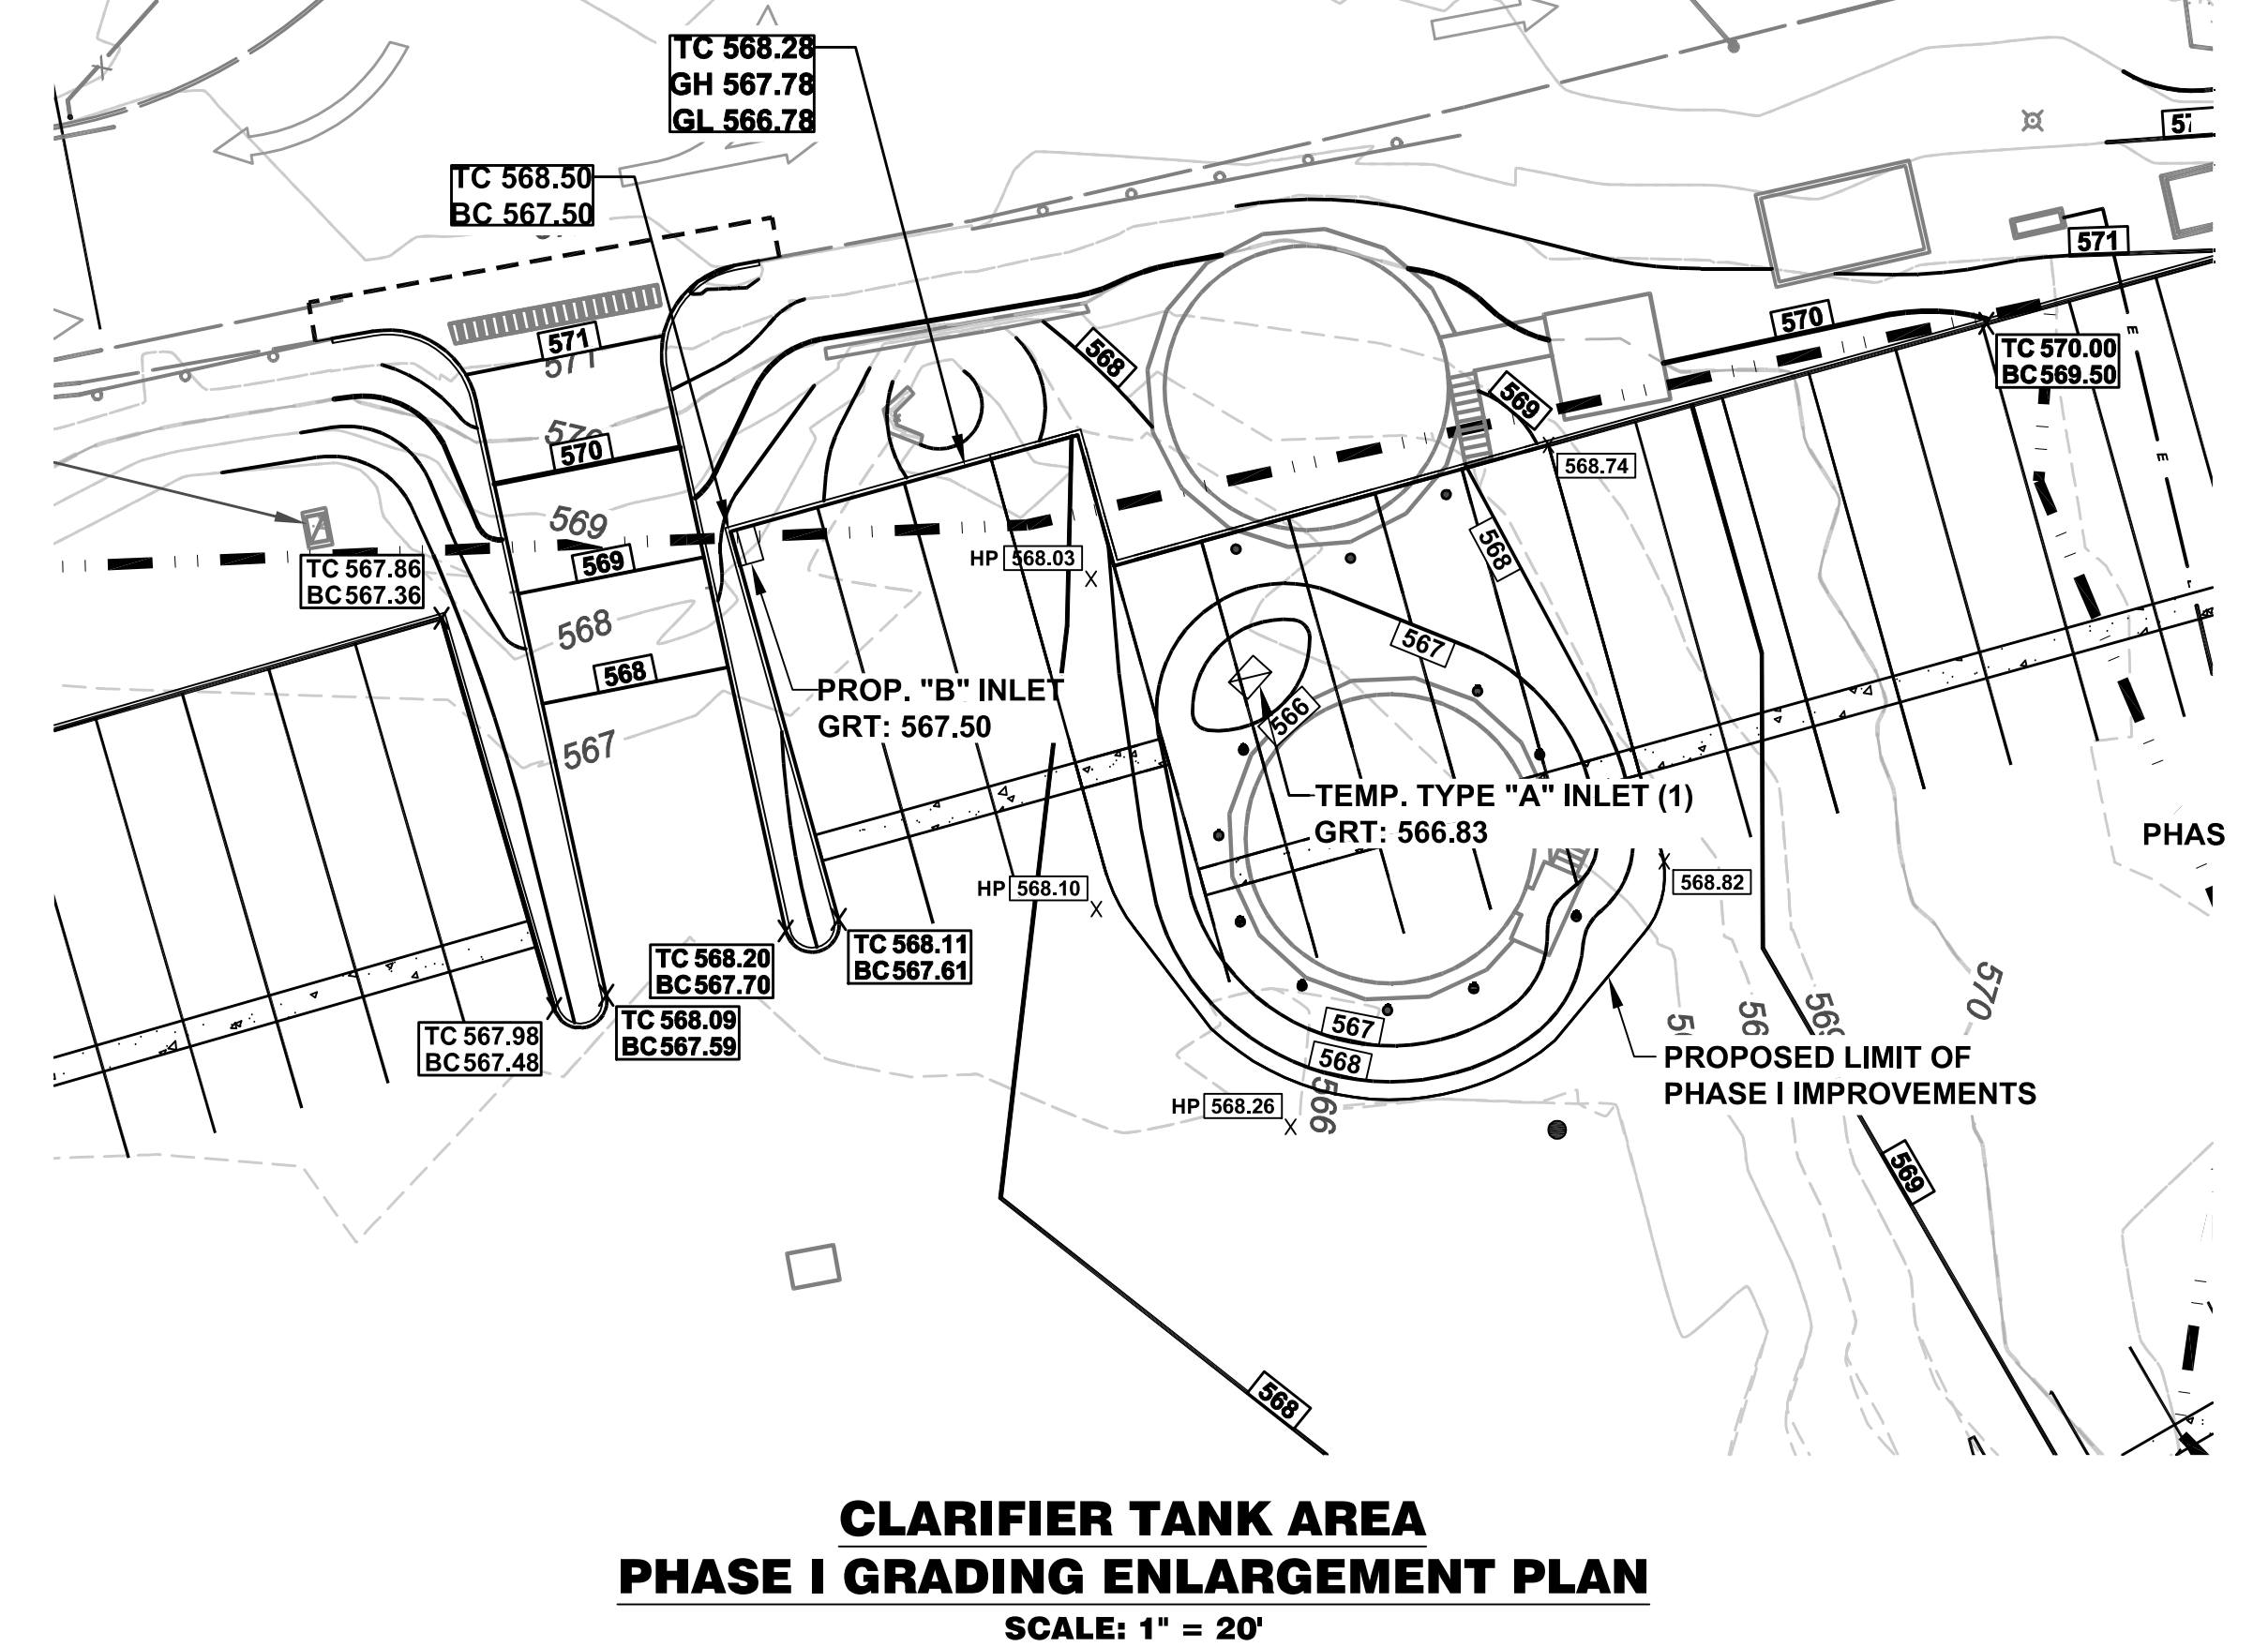 TC 568.28
GH 567.78
GL 566.78
TC 568.50
BC 567.50
571
571
570
570
569
569
568
568
567
568
569
570
571
TC 570.00
BC 569.50
568.74
TC 567.86
BC 567.36
HP 568.03
568
567
566
PROP. "B" INLET
GRT: 567.50
TEMP. TYPE "A" INLET (1)
GRT: 566.83
PHAS
HP 568.10
568.82
TC 568.20
BC 567.70
TC 568.11
BC 567.61
TC 567.98
BC 567.48
TC 568.09
BC 567.59
567
568
566
570
HP 568.26
PROPOSED LIMIT OF
PHASE I IMPROVEMENTS
569
568
E
E
CLARIFIER TANK AREA
PHASE I GRADING ENLARGEMENT PLAN
SCALE: 1" = 20'